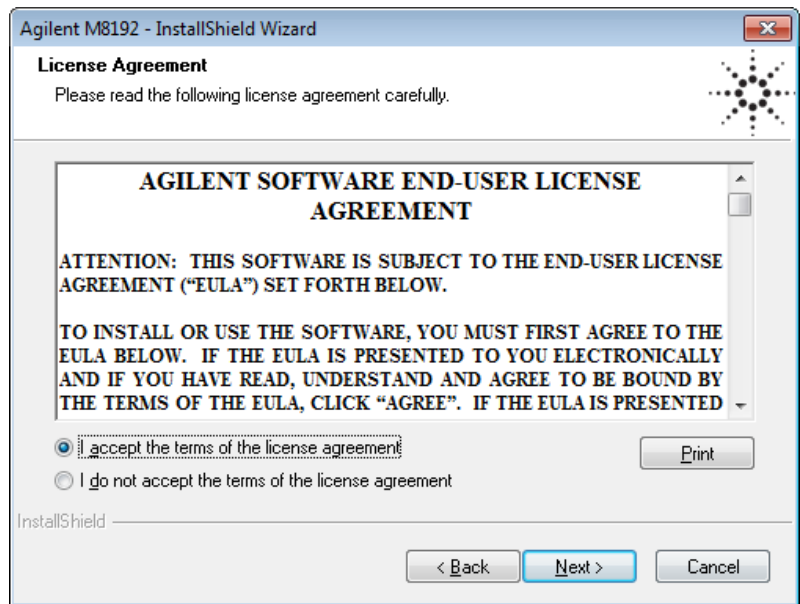 Agilent M8192 - InstallShield Wizard
License Agreement
Please read the following license agreement carefully.
AGILENT SOFTWARE END-USER LICENSE
AGREEMENT
ATTENTION: THIS SOFTWARE IS SUBJECT TO THE END-USER LICENSE
AGREEMENT (“EULA”) SET FORTH BELOW.
TO INSTALL OR USE THE SOFTWARE, YOU MUST FIRST AGREE TO THE
EULA BELOW. IF THE EULA IS PRESENTED TO YOU ELECTRONICALLY
AND IF YOU HAVE READ, UNDERSTAND AND AGREE TO BE BOUND BY
THE TERMS OF THE EULA, CLICK “AGREE”. IF THE EULA IS PRESENTED
I accept the terms of the license agreement
Print
I do not accept the terms of the license agreement
InstallShield
< Back
Next >
Cancel